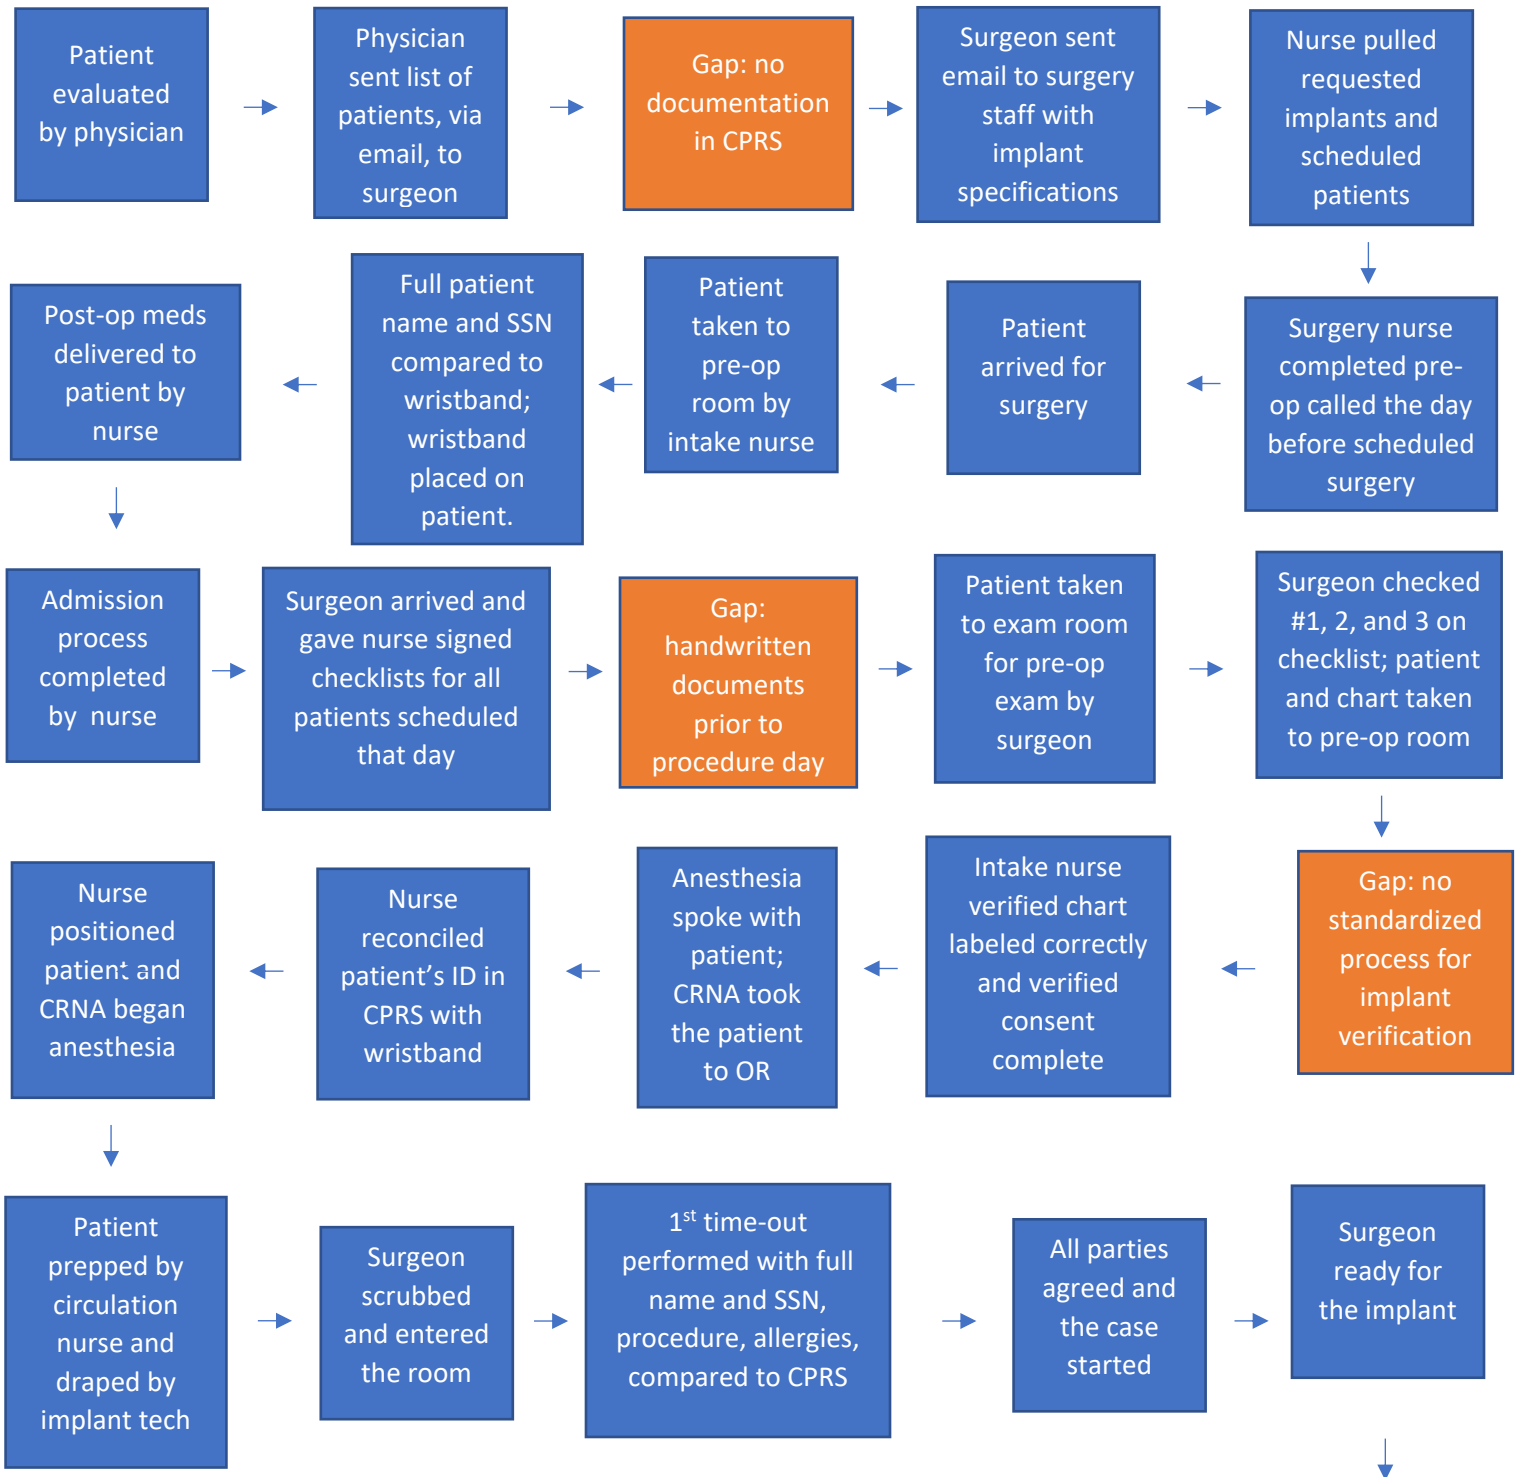 Patient
evaluated
by physician
Physician
sent list of
patients, via
email, to
surgeon
Gap: no
documentation
in CPRS
Surgeon sent
email to surgery
staff with
implant
specifications
Nurse pulled
requested
implants and
scheduled
patients
Surgery nurse
completed pre-
op called the day
before scheduled
surgery
Patient
arrived for
surgery
Patient
taken to
pre-op
room by
intake nurse
Full patient
name and SSN
compared to
wristband;
wristband
placed on
patient.
Post-op meds
delivered to
patient by
nurse
Admission
process
completed
by nurse
Surgeon arrived and
gave nurse signed
checklists for all
patients scheduled
that day
Gap:
handwritten
documents
prior to
procedure day
Patient taken
to exam room
for pre-op
exam by
surgeon
Surgeon checked
#1, 2, and 3 on
checklist; patient
and chart taken
to pre-op room
Gap: no
standardized
process for
implant
verification
Intake nurse
verified chart
labeled correctly
and verified
consent
complete
Anesthesia
spoke with
patient;
CRNA took
the patient
to OR
Nurse
reconciled
patient’s ID in
CPRS with
wristband
Nurse
positioned
patient and
CRNA began
anesthesia
Patient
prepped by
circulation
nurse and
draped by
implant tech
Surgeon
scrubbed
and entered
the room
1st time-out
performed with full
name and SSN,
procedure, allergies,
compared to CPRS
All parties
agreed and
the case
started
Surgeon
ready for
the implant